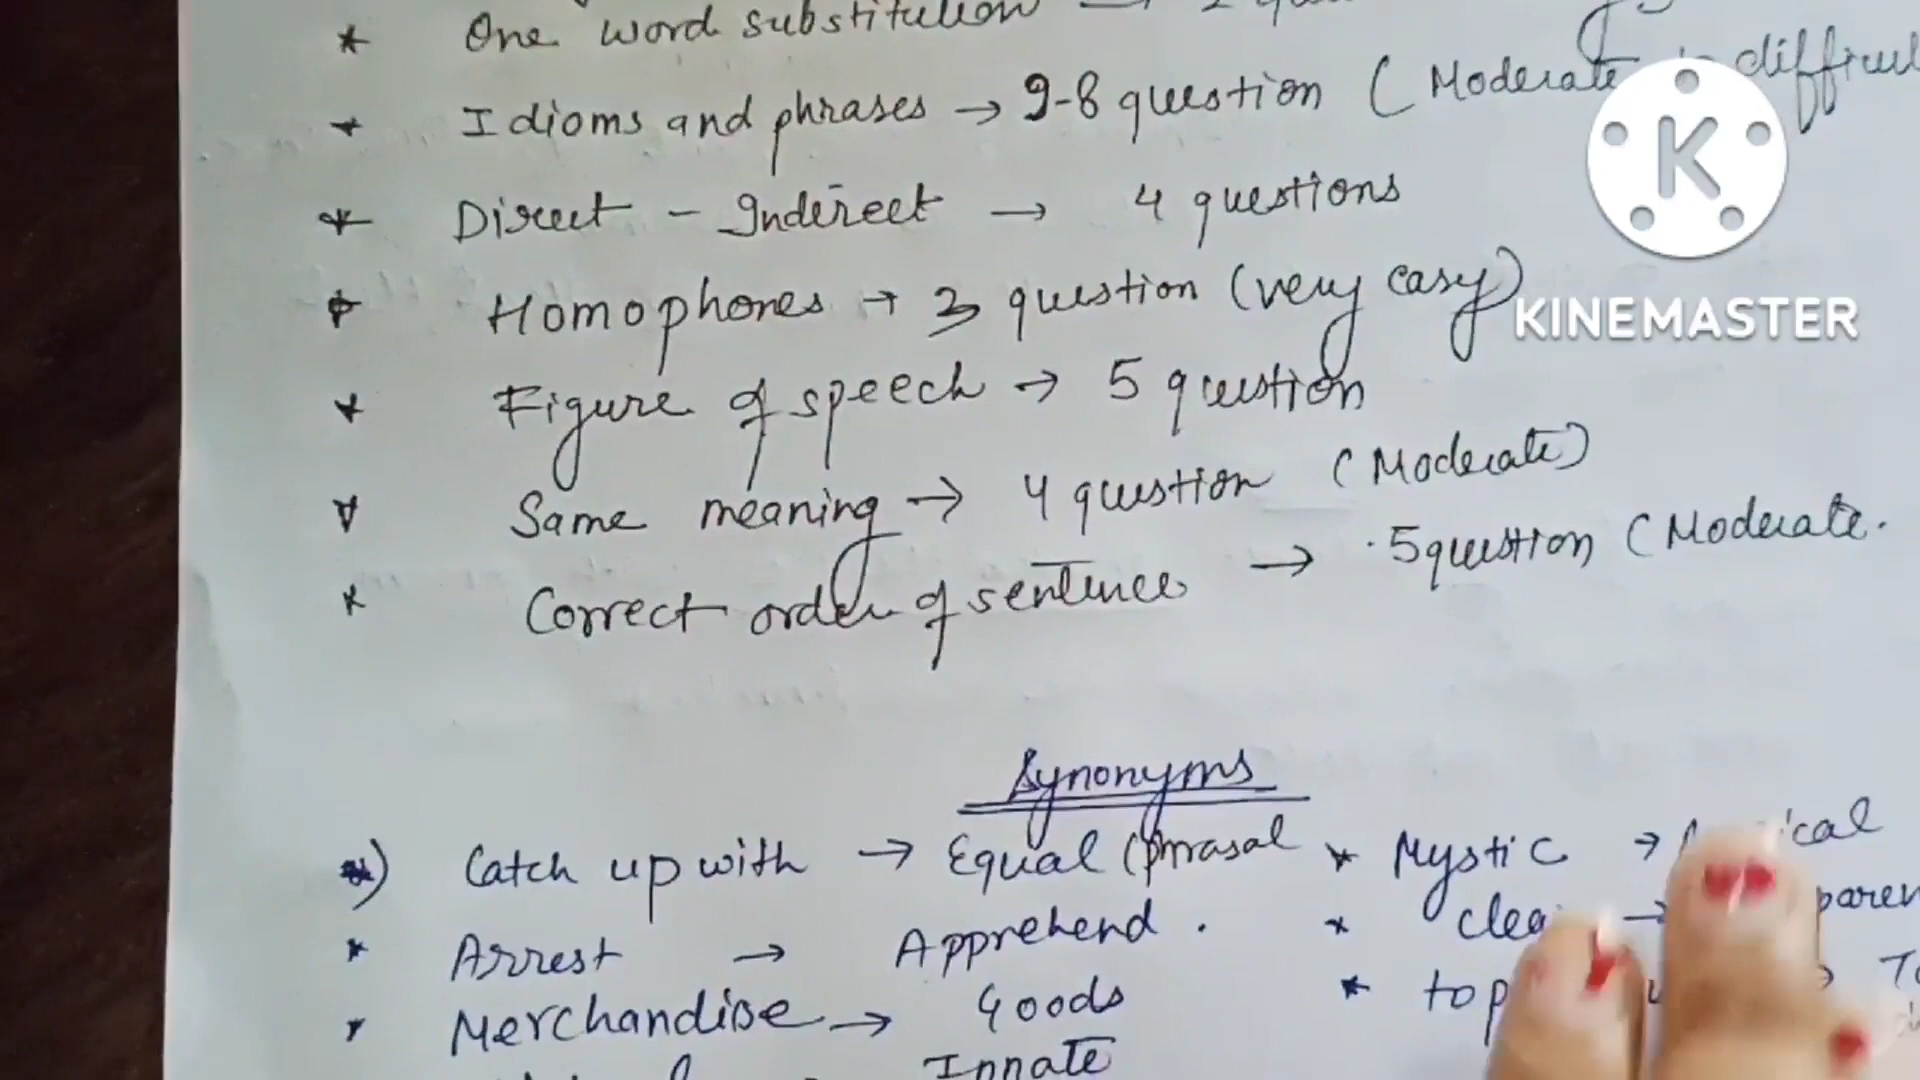 * One word substitution →
* Idioms and phrases → 9-8 question (Moderate difficul
* Direct - Indirect → 4 questions
* Homophones → 3 question (very easy)
* Figure of speech → 5 question
* Same meaning → 4 question (Moderate)
* Correct order of sentence → 5 question (Moderate.
K
KINEMASTER
Synonyms
*) Catch up with → Equal (phrasal * Mystic →
* Arrest → Apprehend. * →
* Merchandise → Goods * top →
Innate